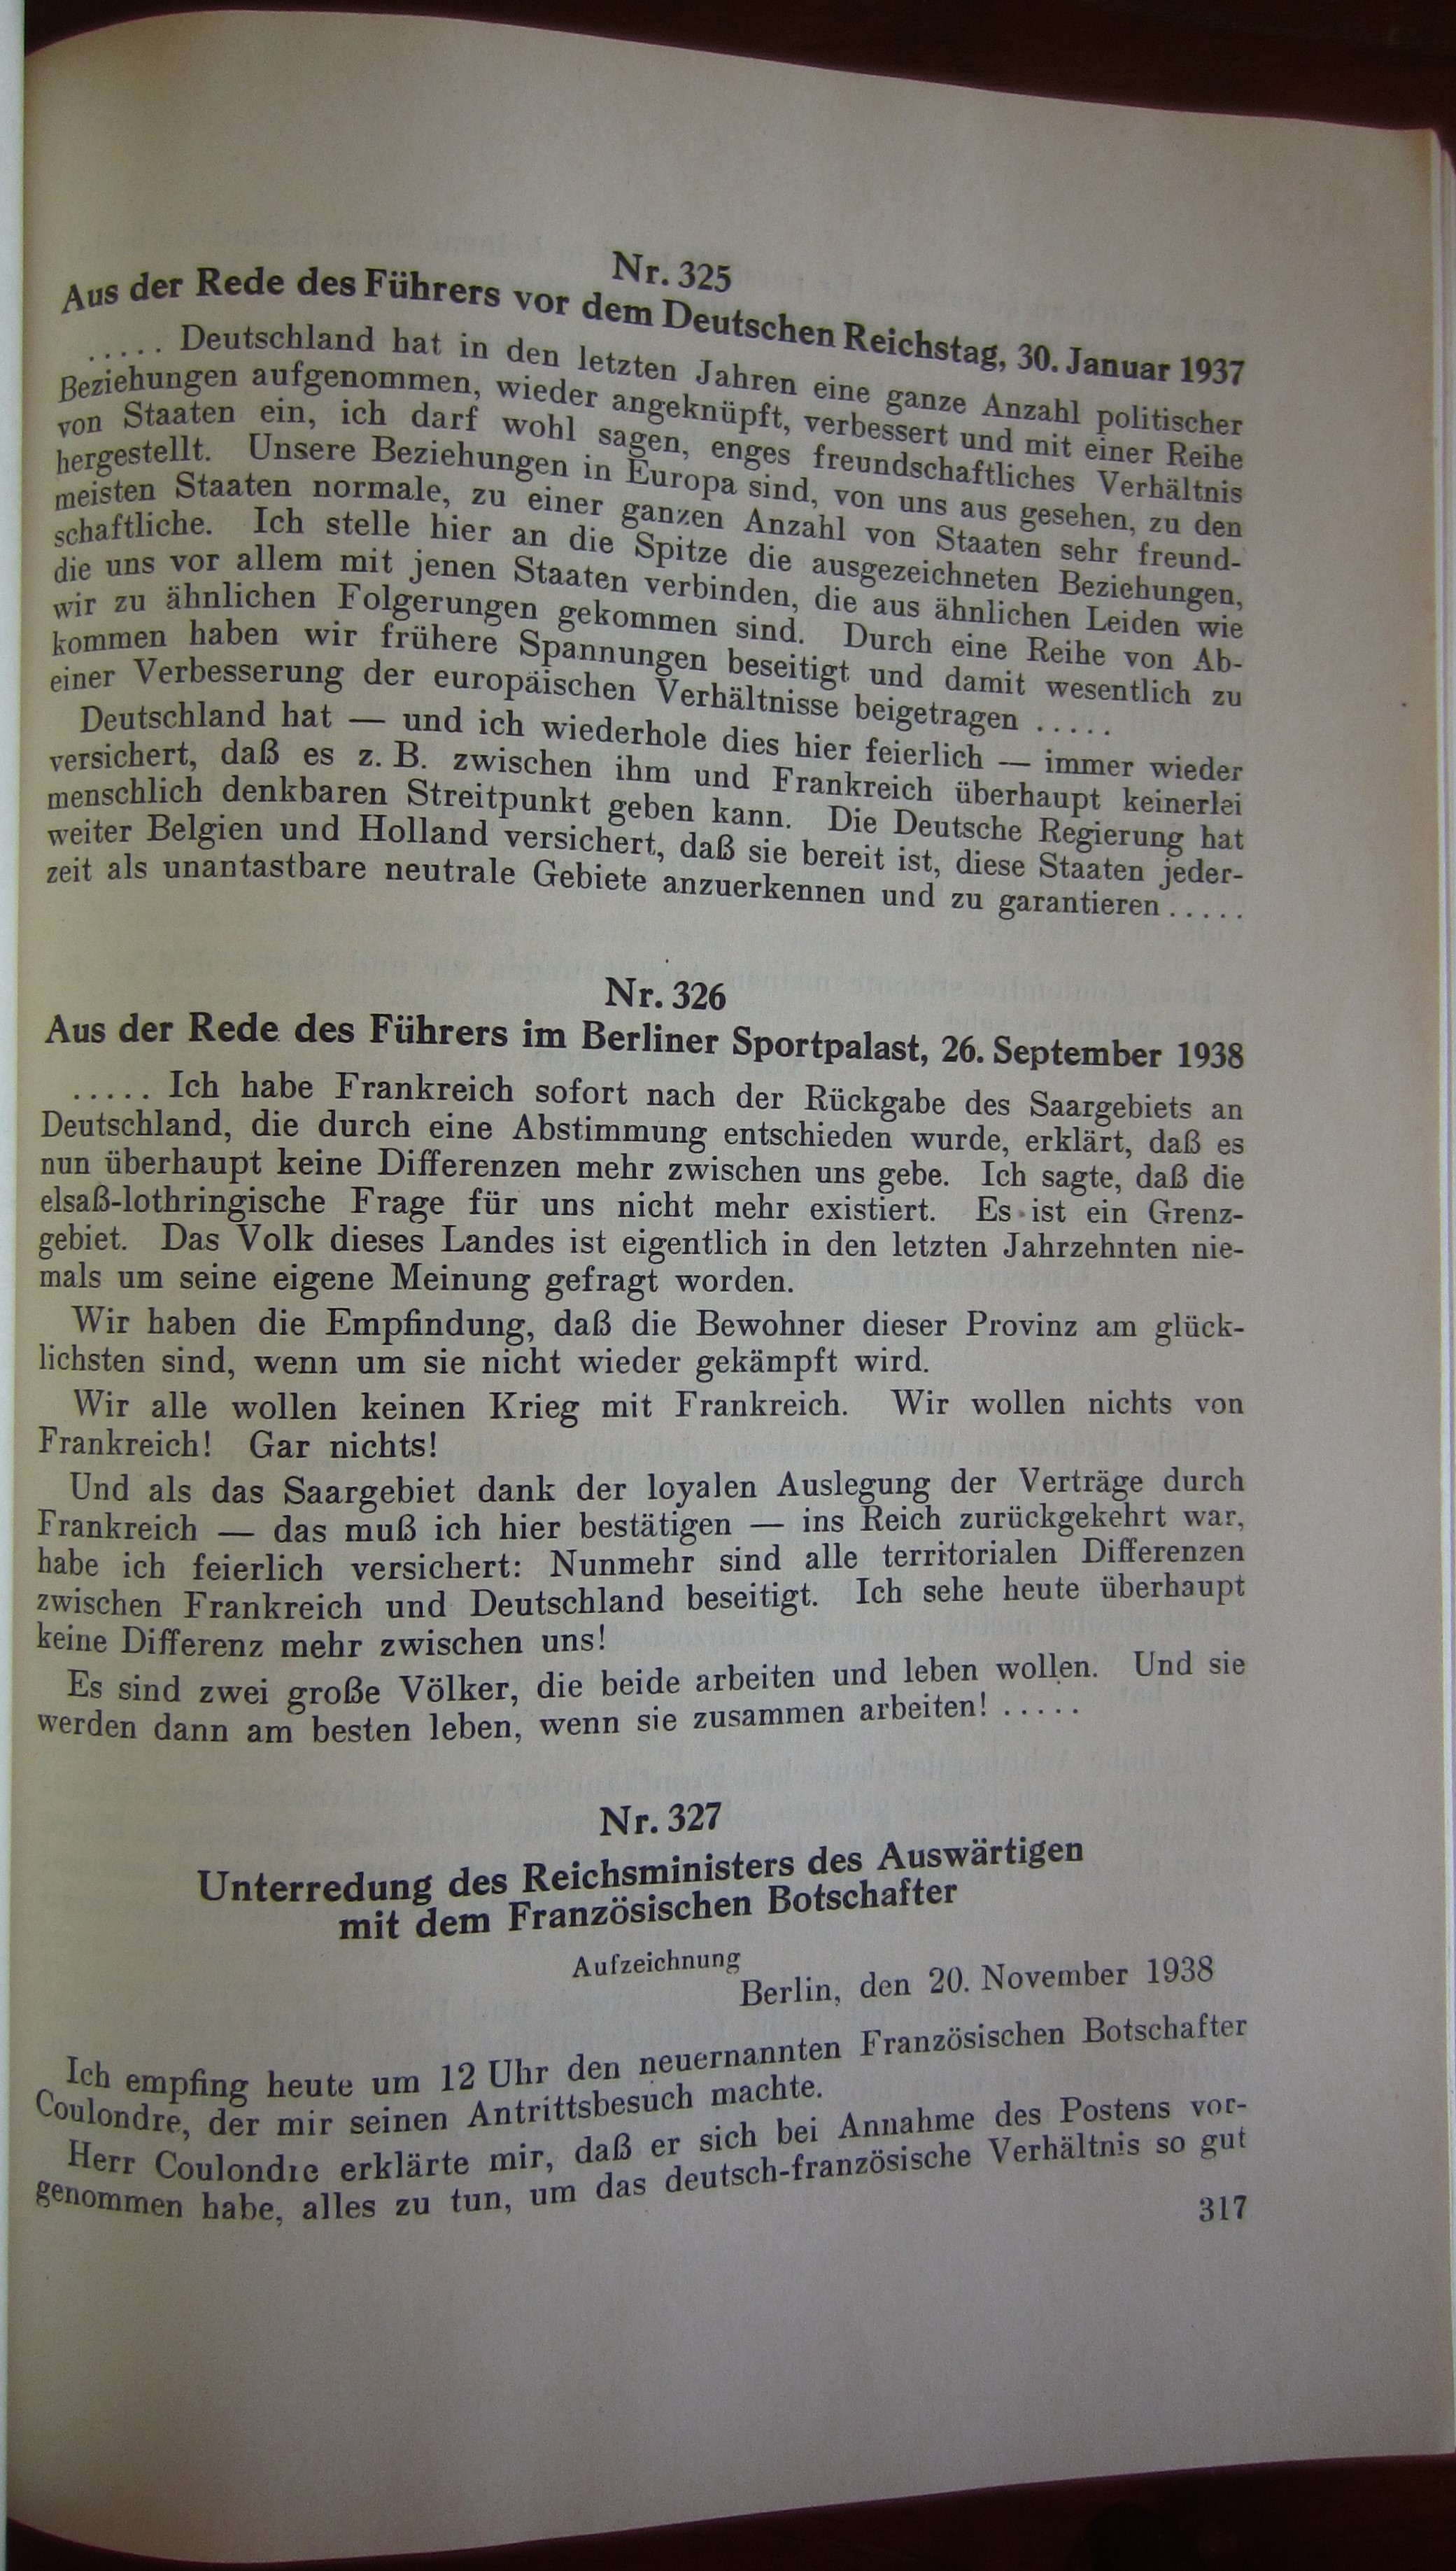 Nr. 325
Aus der Rede des Führers vor dem Deutschen Reichstag, 30. Januar 1937
..... Deutschland hat in den letzten Jahren eine ganze Anzahl politischer
Beziehungen aufgenommen, wieder angeknüpft, verbessert und mit einer Reihe
von Staaten ein, ich darf wohl sagen, enges freundschaftliches Verhältnis
hergestellt. Unsere Beziehungen in Europa sind, von uns aus gesehen, zu den
meisten Staaten normale, zu einer ganzen Anzahl von Staaten sehr freund-
schaftliche. Ich stelle hier an die Spitze die ausgezeichneten Beziehungen,
die uns vor allem mit jenen Staaten verbinden, die aus ähnlichen Leiden wie
wir zu ähnlichen Folgerungen gekommen sind. Durch eine Reihe von Ab-
kommen haben wir frühere Spannungen beseitigt und damit wesentlich zu
einer Verbesserung der europäischen Verhältnisse beigetragen .....
Deutschland hat — und ich wiederhole dies hier feierlich — immer wieder
versichert, daß es z. B. zwischen ihm und Frankreich überhaupt keinerlei
menschlich denkbaren Streitpunkt geben kann. Die Deutsche Regierung hat
weiter Belgien und Holland versichert, daß sie bereit ist, diese Staaten jeder-
zeit als unantastbare neutrale Gebiete anzuerkennen und zu garantieren .....
Nr. 326
Aus der Rede des Führers im Berliner Sportpalast, 26. September 1938
..... Ich habe Frankreich sofort nach der Rückgabe des Saargebiets an
Deutschland, die durch eine Abstimmung entschieden wurde, erklärt, daß es
nun überhaupt keine Differenzen mehr zwischen uns gebe. Ich sagte, daß die
elsaß-lothringische Frage für uns nicht mehr existiert. Es ist ein Grenz-
gebiet. Das Volk dieses Landes ist eigentlich in den letzten Jahrzehnten nie-
mals um seine eigene Meinung gefragt worden.
Wir haben die Empfindung, daß die Bewohner dieser Provinz am glück-
lichsten sind, wenn um sie nicht wieder gekämpft wird.
Wir alle wollen keinen Krieg mit Frankreich. Wir wollen nichts von
Frankreich! Gar nichts!
Und als das Saargebiet dank der loyalen Auslegung der Verträge durch
Frankreich — das muß ich hier bestätigen — ins Reich zurückgekehrt war,
habe ich feierlich versichert: Nunmehr sind alle territorialen Differenzen
zwischen Frankreich und Deutschland beseitigt. Ich sehe heute überhaupt
keine Differenz mehr zwischen uns!
Es sind zwei große Völker, die beide arbeiten und leben wollen. Und sie
werden dann am besten leben, wenn sie zusammen arbeiten! .....
Nr. 327
Unterredung des Reichsministers des Auswärtigen
mit dem Französischen Botschafter
Aufzeichnung
Berlin, den 20. November 1938
Ich empfing heute um 12 Uhr den neuernannten Französischen Botschafter
Coulondre, der mir seinen Antrittsbesuch machte.
Herr Coulondre erklärte mir, daß er sich bei Annahme des Postens vor-
genommen habe, alles zu tun, um das deutsch-französische Verhältnis so gut
317